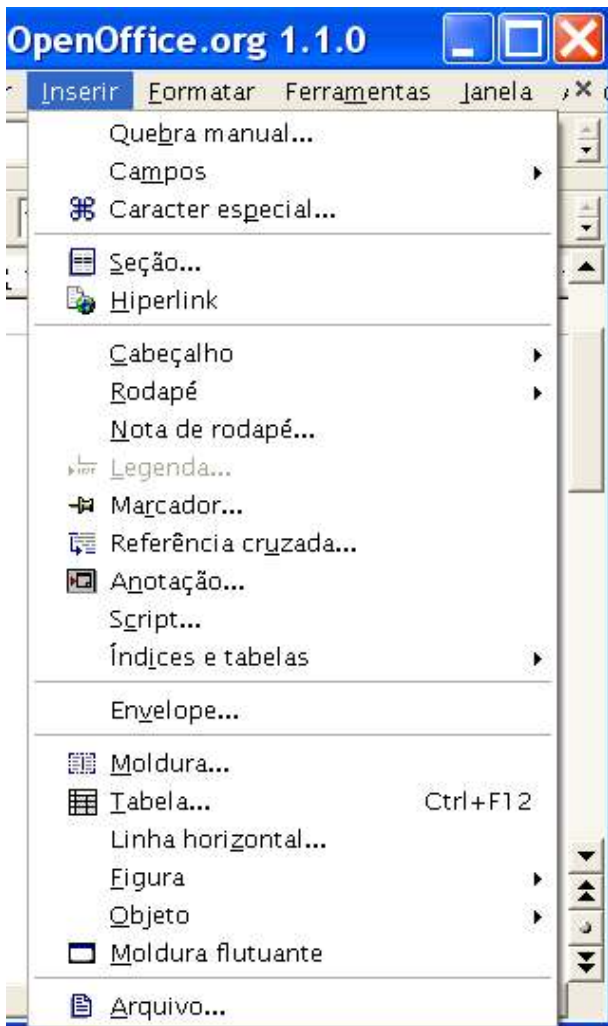 OpenOffice.org 1.1.0
Inserir Formatar Ferramentas Janela
Quebra manual...
Campos
Caracter especial...
Seção...
Hiperlink
Cabeçalho
Rodapé
Nota de rodapé...
Legenda...
Marcador...
Referência cruzada...
Anotação...
Script...
Índices e tabelas
Envelope...
Moldura...
Tabela... Ctrl+F12
Linha horizontal...
Figura
Objeto
Moldura flutuante
Arquivo...